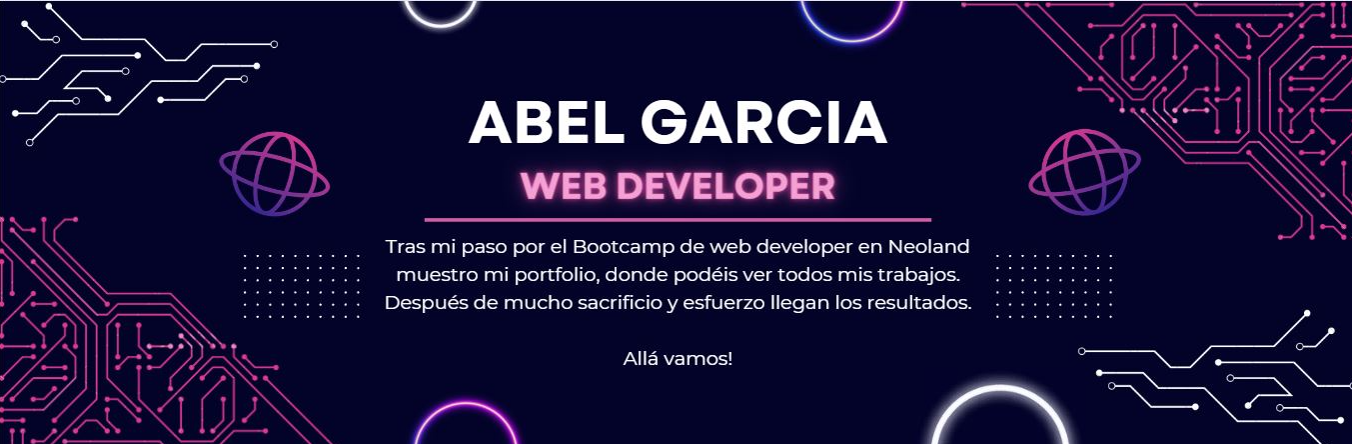 ABEL GARCIA
WEB DEVELOPER
Tras mi paso por el Bootcamp de web developer en Neoland
muestro mi portfolio, donde podéis ver todos mis trabajos.
Después de mucho sacrificio y esfuerzo llegan los resultados.
Allá vamos!